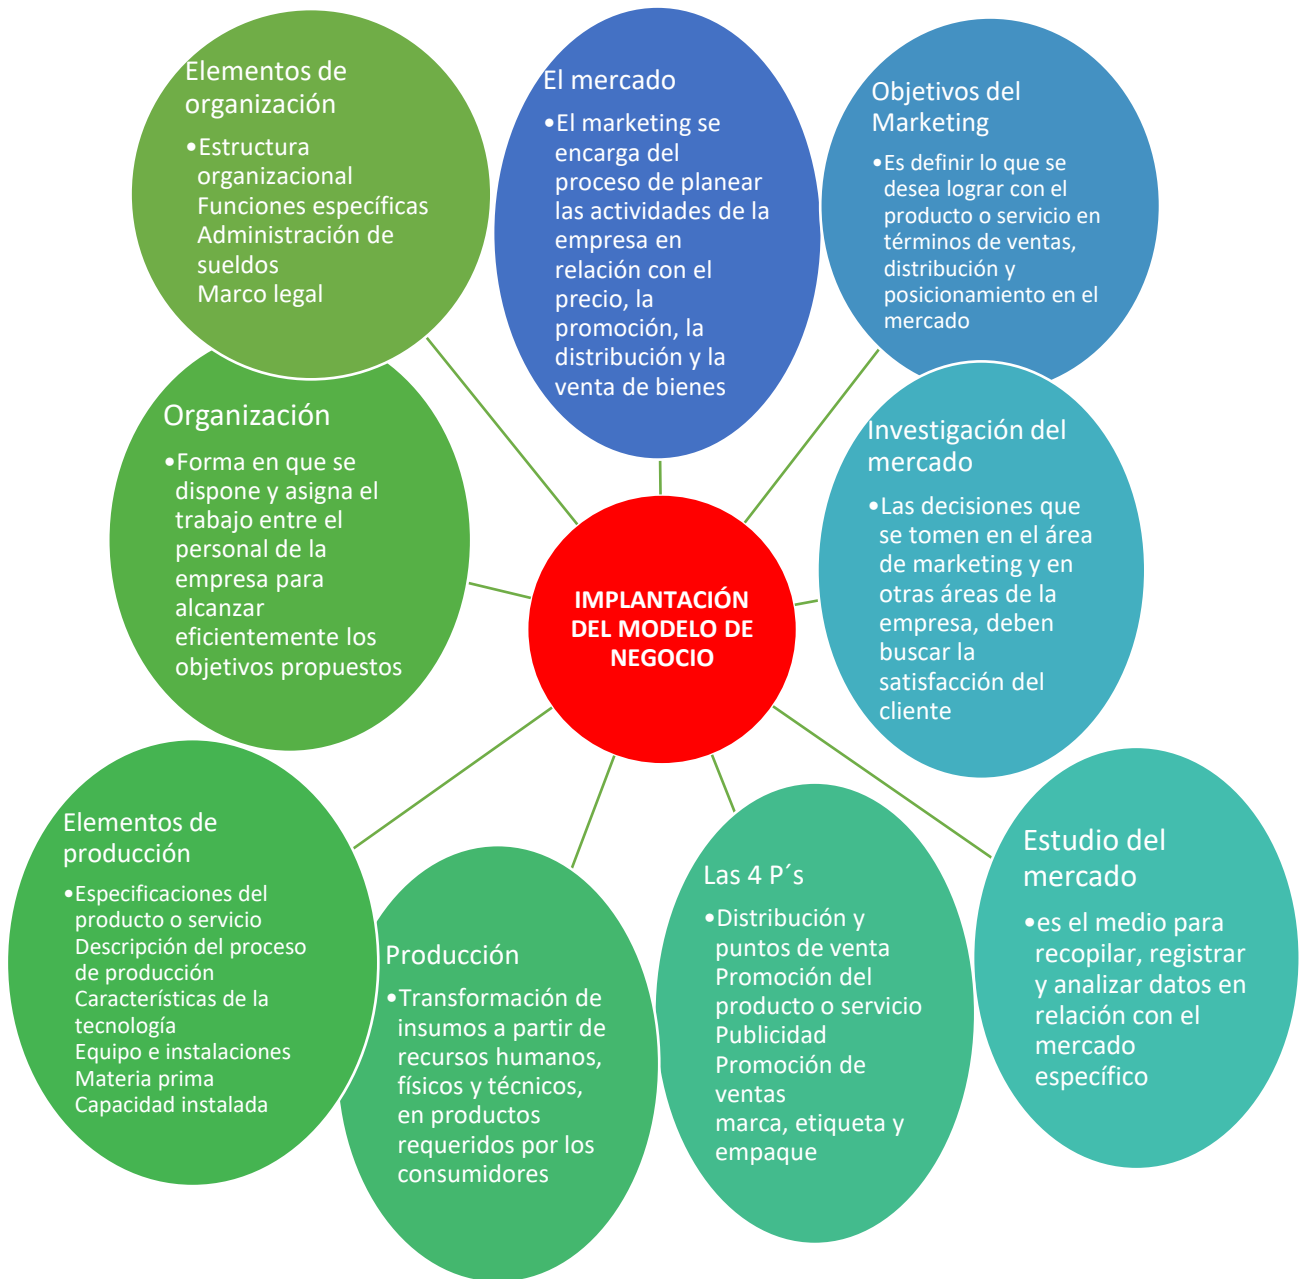 Elementos de
organización
•Estructura
organizacional
Funciones específicas
Administración de
sueldos
Marco legal
El mercado
•El marketing se
encarga del
proceso de planear
las actividades de la
empresa en
relación con el
precio, la
promoción, la
distribución y la
venta de bienes
Objetivos del
Marketing
•Es definir lo que se
desea lograr con el
producto o servicio en
términos de ventas,
distribución y
posicionamiento en el
mercado
Organización
•Forma en que se
dispone y asigna el
trabajo entre el
personal de la
empresa para
alcanzar
eficientemente los
objetivos propuestos
IMPLANTACIÓN
DEL MODELO DE
NEGOCIO
Investigación del
mercado
•Las decisiones que
se tomen en el área
de marketing y en
otras áreas de la
empresa, deben
buscar la
satisfacción del
cliente
Elementos de
producción
•Especificaciones del
producto o servicio
Descripción del proceso
de producción
Características de la
tecnología
Equipo e instalaciones
Materia prima
Capacidad instalada
Producción
•Transformación de
insumos a partir de
recursos humanos,
físicos y técnicos,
en productos
requeridos por los
consumidores
Las 4 P´s
•Distribución y
puntos de venta
Promoción del
producto o servicio
Publicidad
Promoción de
ventas
marca, etiqueta y
empaque
Estudio del
mercado
•es el medio para
recopilar, registrar
y analizar datos en
relación con el
mercado
específico